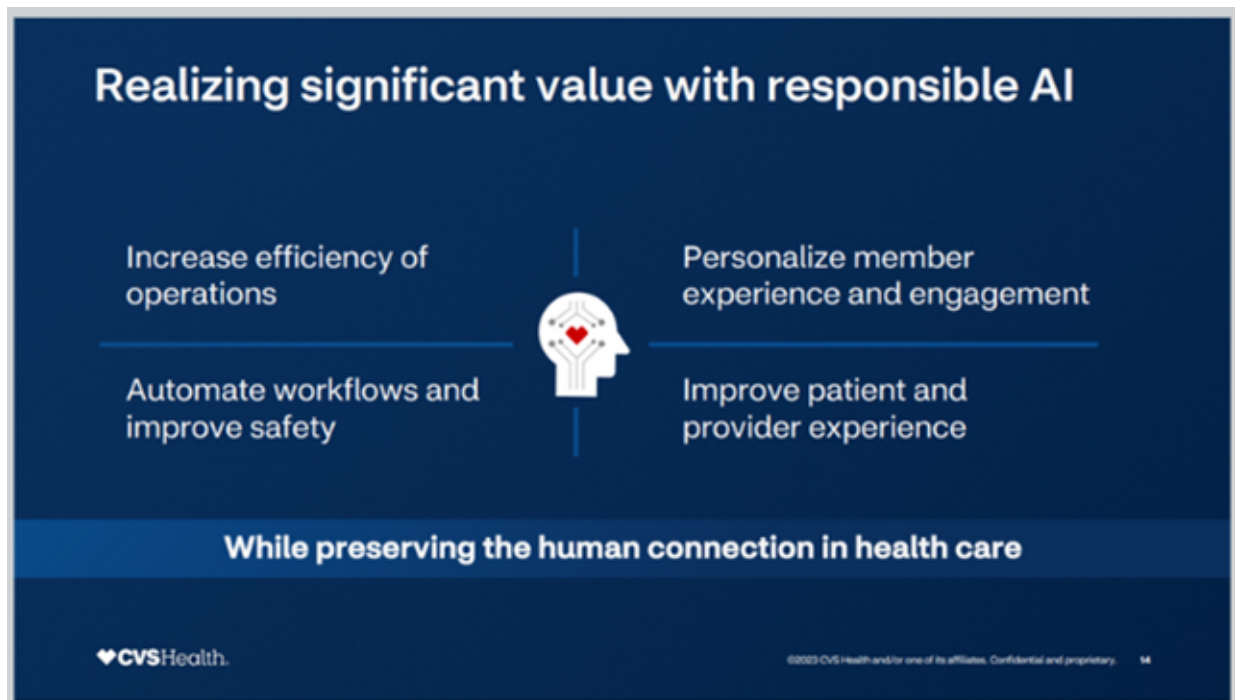 Realizing significant value with responsible AI
Increase efficiency of
operations
Personalize member
experience and engagement
Automate workflows and
improve safety
Improve patient and
provider experience
While preserving the human connection in health care
CVSHealth.
©2023 CVS Health and/or one of its affiliates. Confidential and proprietary. 14